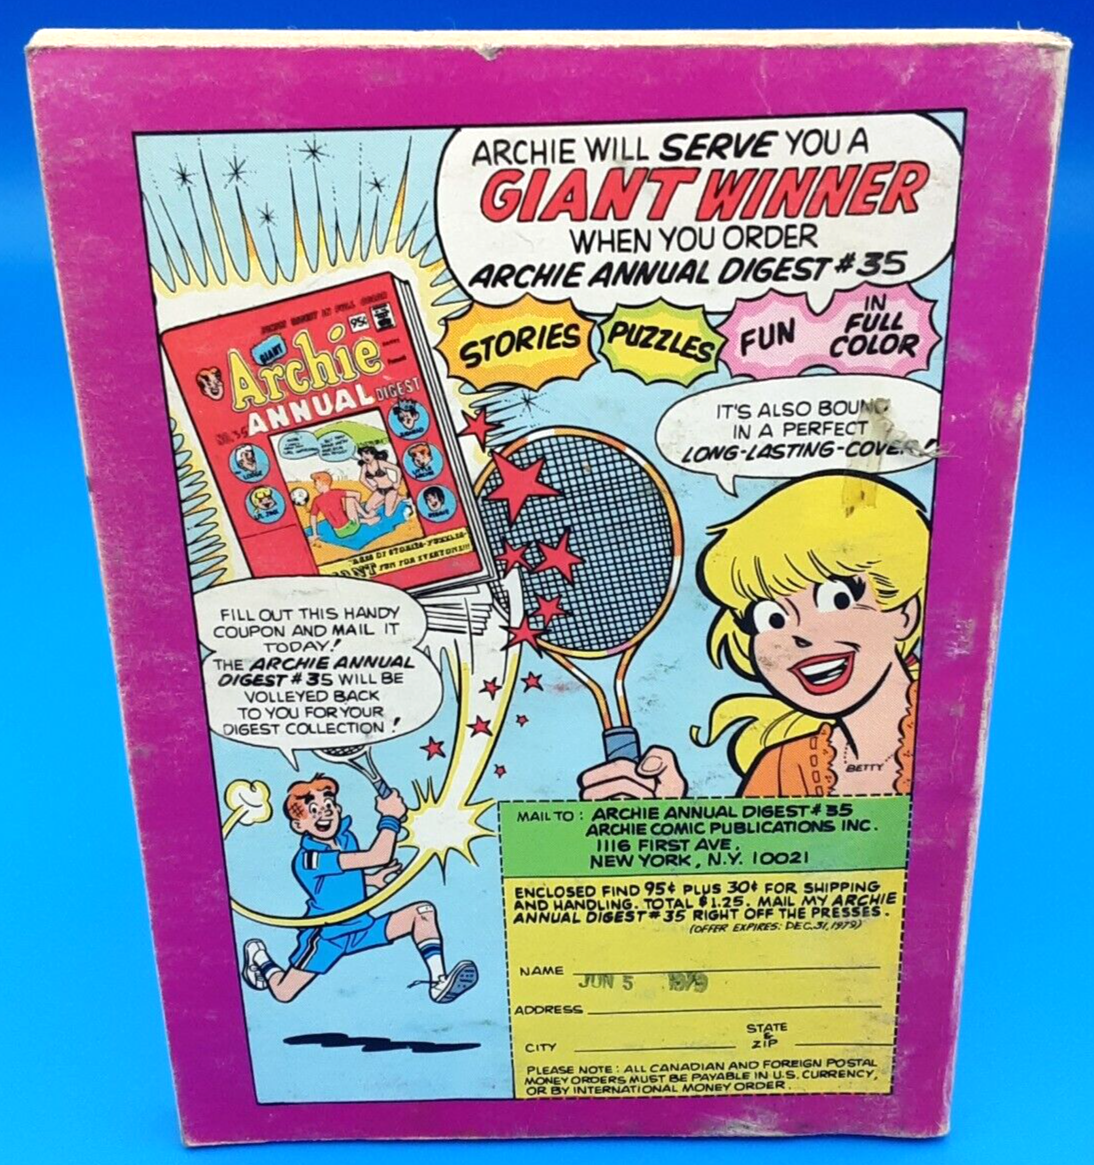 ARCHIE WILL SERVE YOU A
GIANT WINNER
WHEN YOU ORDER
ARCHIE ANNUAL DIGEST #35
STORIES
PUZZLES
FUN
IN
FULL
COLOR
GIANT
95¢
Archie
ANNUAL DIGEST
NO. 35
IT'S ALSO BOUND
IN A PERFECT
LONG-LASTING-COVER!
FILL OUT THIS HANDY
COUPON AND MAIL IT
TODAY!
THE ARCHIE ANNUAL
DIGEST #35 WILL BE
VOLLEYED BACK
TO YOU FOR YOUR
DIGEST COLLECTION!
BETTY
MAIL TO: ARCHIE ANNUAL DIGEST #35
ARCHIE COMIC PUBLICATIONS INC.
1116 FIRST AVE.
NEW YORK, N.Y. 10021
ENCLOSED FIND 95¢ PLUS 30¢ FOR SHIPPING
AND HANDLING. TOTAL $1.25. MAIL MY ARCHIE
ANNUAL DIGEST #35 RIGHT OFF THE PRESSES.
(OFFER EXPIRES: DEC. 31, 1979)
NAME
JUN 5 1979
ADDRESS
CITY
STATE
&
ZIP
PLEASE NOTE: ALL CANADIAN AND FOREIGN POSTAL
MONEY ORDERS MUST BE PAYABLE IN U.S. CURRENCY,
OR BY INTERNATIONAL MONEY ORDER.